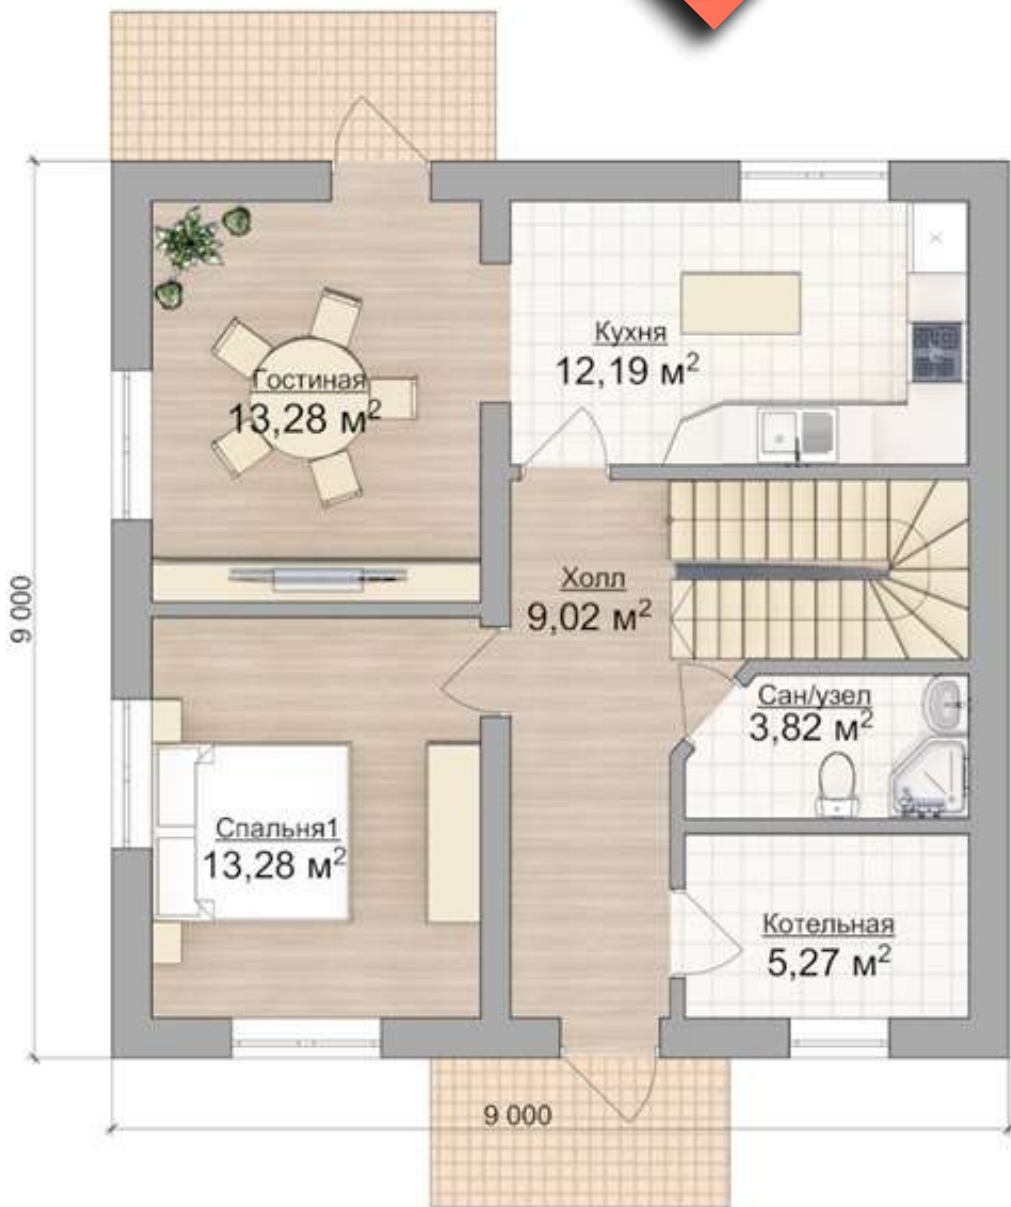 Кухня
12,19 м²
Гостиная
13,28 м²
Холл
9,02 м²
9 000
Сан/узел
3,82 м²
Спальня1
13,28 м²
Котельная
5,27 м²
9 000